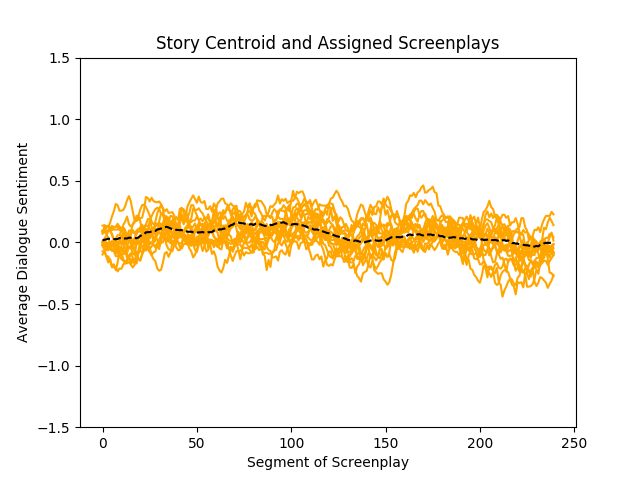 Story Centroid and Assigned Screenplays
1.5
1.0
0.5
0.0
−0.5
−1.0
−1.5
Average Dialogue Sentiment
0 50 100 150 200 250
Segment of Screenplay